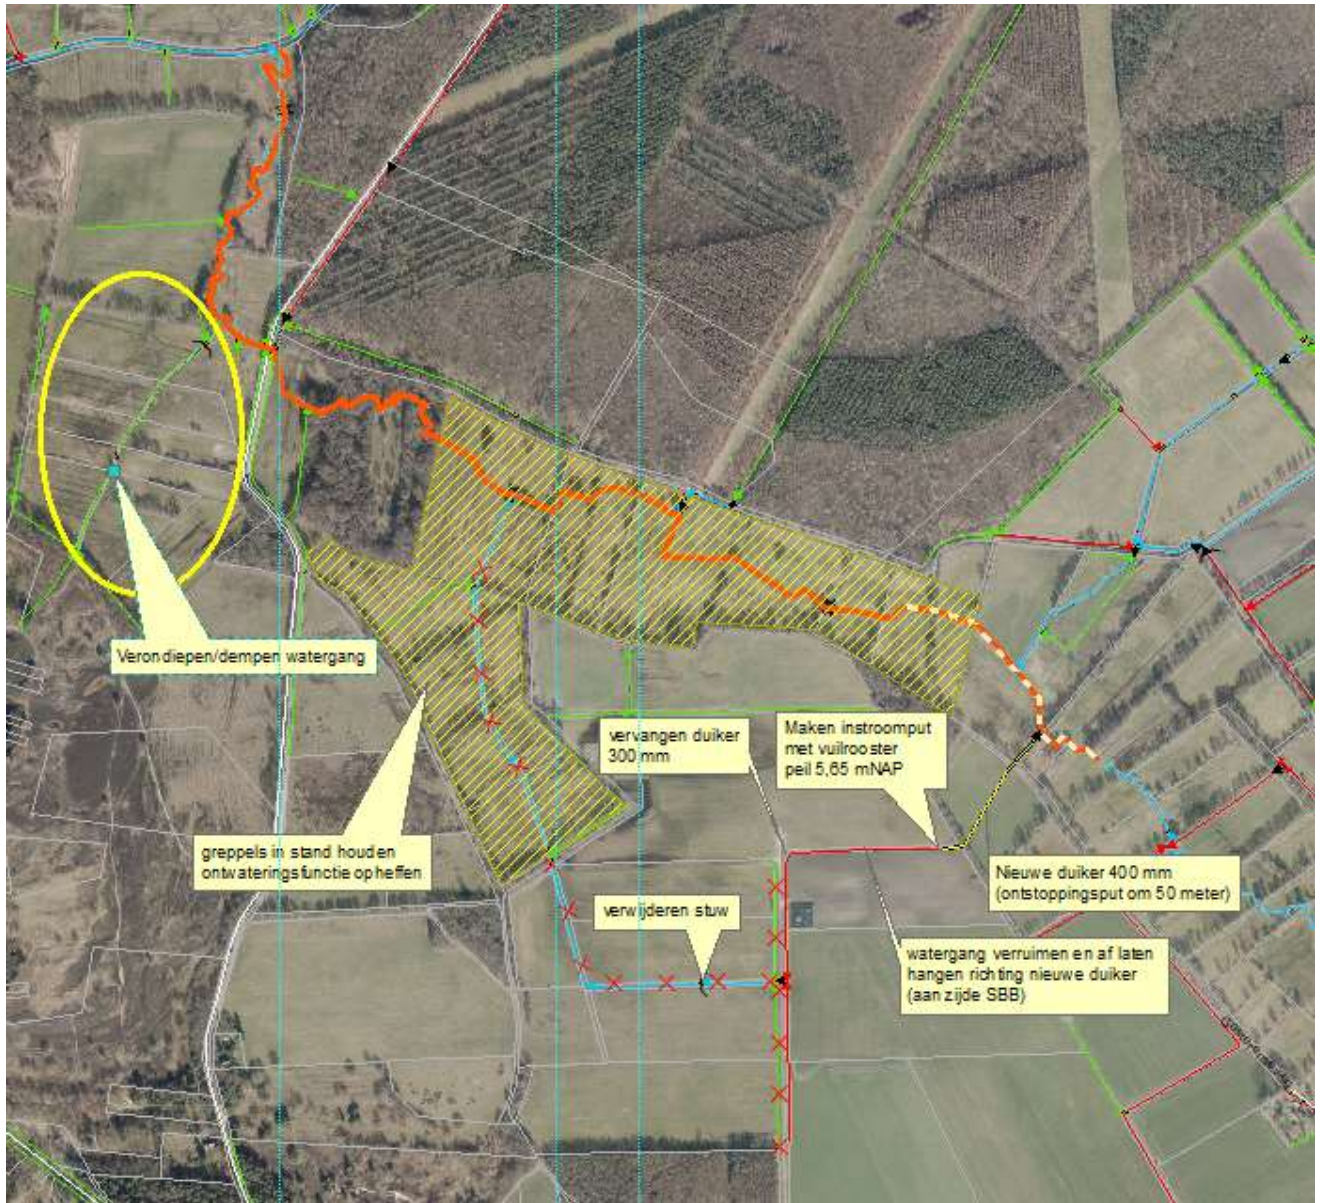 Verondiepen/dempen watergang
vervangen duiker
300 mm
Maken instroomput
met vuilrooster
peil 5,65 mNAP
greppels in stand houden
ontwateringsfunctie opheffen
Nieuwe duiker 400 mm
(ontstoppingsput om 50 meter)
verwijderen stuw
watergang verruimen en af laten
hangen richting nieuwe duiker
(aan zijde SBB)